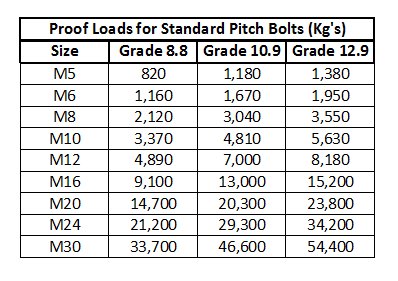 Proof Loads for Standard Pitch Bolts (Kg's)
Size Grade 8.8 Grade 10.9 Grade 12.9
M5 820 1,180 1,380
M6 1,160 1,670 1,950
M8 2,120 3,040 3,550
M10 3,370 4,810 5,630
M12 4,890 7,000 8,180
M16 9,100 13,000 15,200
M20 14,700 20,300 23,800
M24 21,200 29,300 34,200
M30 33,700 46,600 54,400